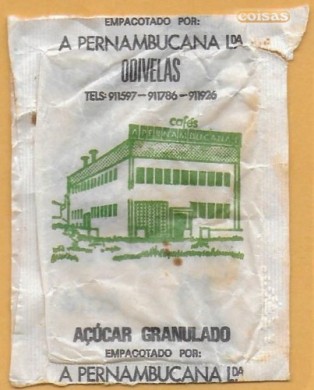 coisas
EMPACOTADO POR:
A PERNAMBUCANA LDA
ODIVELAS
TELS: 911597-911786-911926
cafés
A PERNAMBUCANA
AÇÚCAR GRANULADO
EMPACOTADO POR:
A PERNAMBUCANA LDA